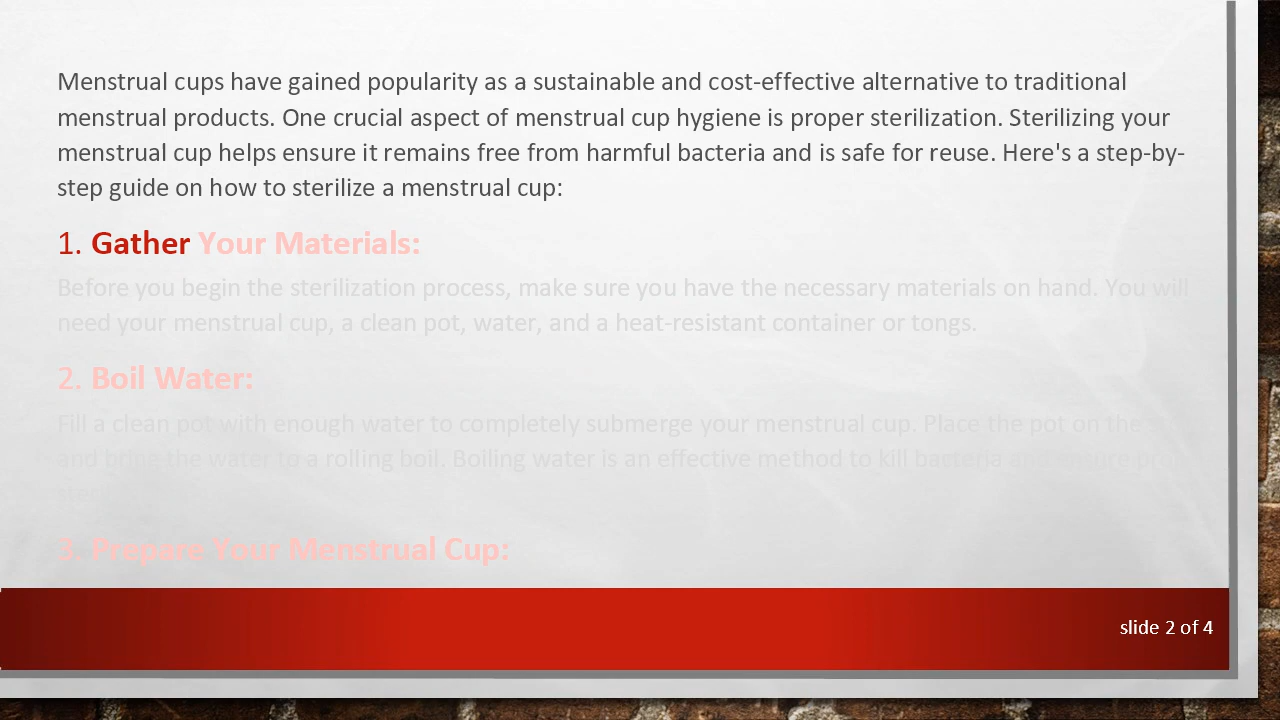 Menstrual cups have gained popularity as a sustainable and cost-effective alternative to traditional
menstrual products. One crucial aspect of menstrual cup hygiene is proper sterilization. Sterilizing your
menstrual cup helps ensure it remains free from harmful bacteria and is safe for reuse. Here's a step-by-
step guide on how to sterilize a menstrual cup:
1. Gather Your Materials:
Before you begin the sterilization process, make sure you have the necessary materials on hand. You will
need your menstrual cup, a clean pot, water, and a heat-resistant container or tongs.
2. Boil Water:
Fill a clean pot with enough water to completely submerge your menstrual cup. Place the pot on the
and bring the water to a rolling boil. Boiling water is an effective method to kill bacteria and ensure
3. Prepare Your Menstrual Cup:
slide 2 of 4